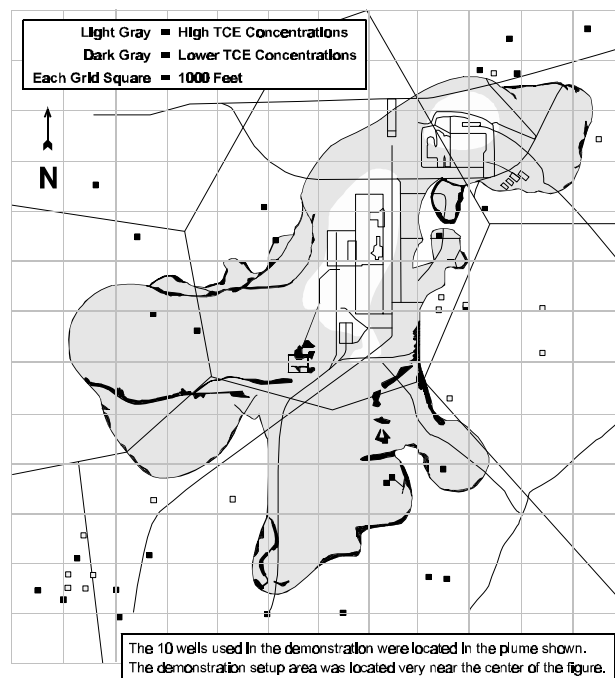 Light Gray = High TCE Concentrations
Dark Gray = Lower TCE Concentrations
Each Grid Square = 1000 Feet
N
The 10 wells used in the demonstration were located in the plume shown.
The demonstration setup area was located very near the center of the figure.